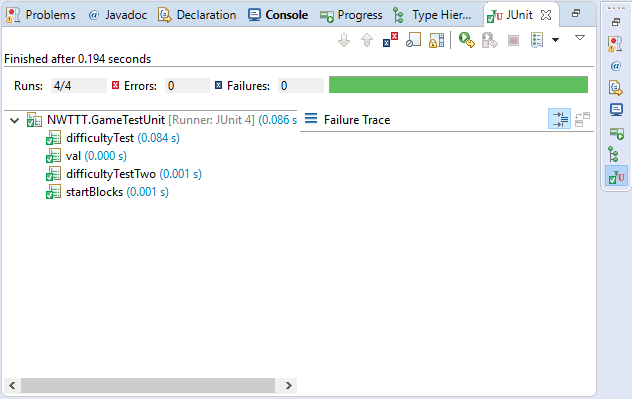 Problems @ Javadoc Declaration Console Progress Type Hier... JUnit
Finished after 0.194 seconds
Runs: 4/4 Errors: 0 Failures: 0
NWTTT.GameTestUnit [Runner: JUnit 4] (0.086 s
Failure Trace
difficultyTest (0.084 s)
val (0.000 s)
difficultyTestTwo (0.001 s)
startBlocks (0.001 s)